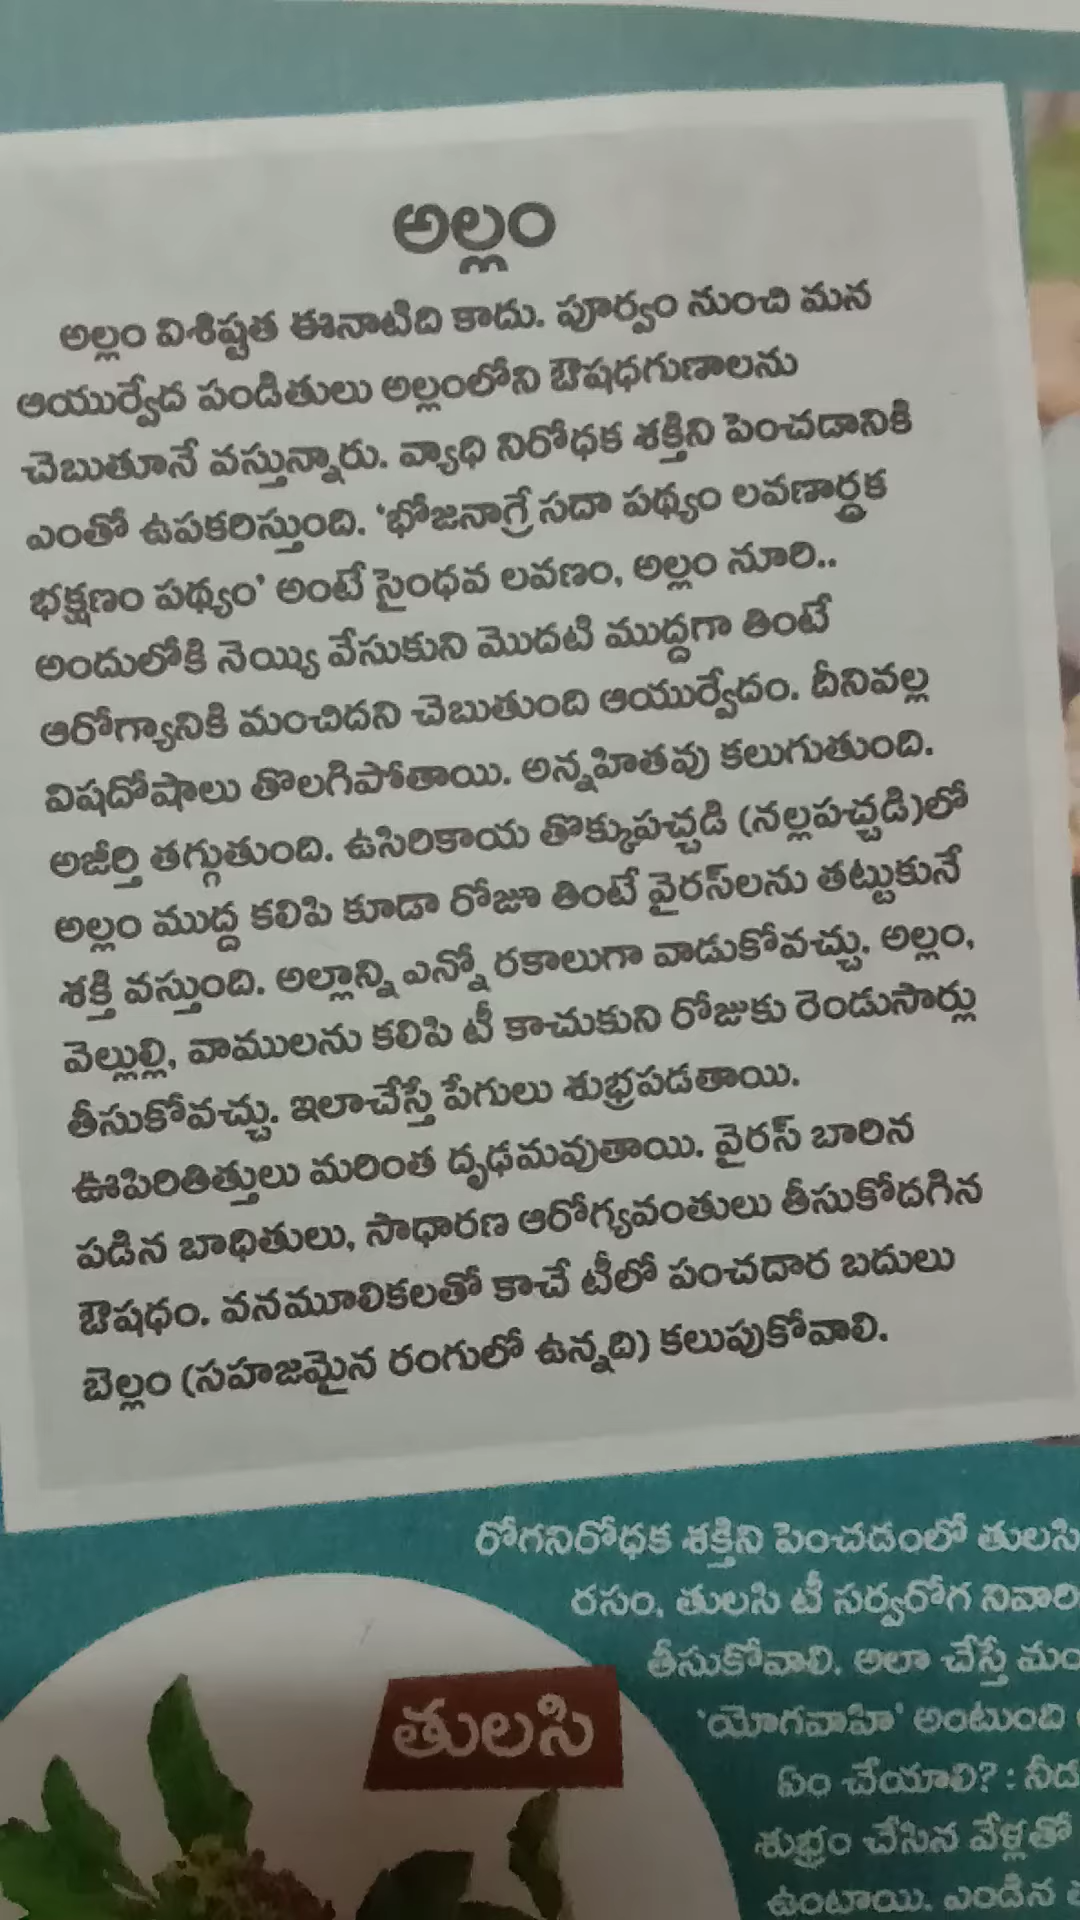 అల్లం
అల్లం విశిష్టత ఈనాటిది కాదు. పూర్వం నుంచి మన
ఆయుర్వేద పండితులు అల్లంలోని ఔషధగుణాలను
చెబుతూనే వస్తున్నారు. వ్యాధి నిరోధక శక్తిని పెంచడానికి
ఎంతో ఉపకరిస్తుంది. 'భోజనాగ్రే సదా పథ్యం లవణార్ద్రక
భక్షణం పథ్యం' అంటే సైంధవ లవణం, అల్లం నూరి..
అందులోకి నెయ్యి వేసుకుని మొదటి ముద్దగా తింటే
ఆరోగ్యానికి మంచిదని చెబుతుంది ఆయుర్వేదం. దీనివల్ల
విషదోషాలు తొలగిపోతాయి. అన్నహితవు కలుగుతుంది.
అజీర్తి తగ్గుతుంది. ఉసిరికాయ తొక్కుపచ్చడి (నల్లపచ్చడి)లో
అల్లం ముద్ద కలిపి కూడా రోజూ తింటే వైరస్‌లను తట్టుకునే
శక్తి వస్తుంది. అల్లాన్ని ఎన్నో రకాలుగా వాడుకోవచ్చు. అల్లం,
వెల్లుల్లి, వాములను కలిపి టీ కాచుకుని రోజుకు రెండుసార్లు
తీసుకోవచ్చు. ఇలాచేస్తే పేగులు శుభ్రపడతాయి.
ఊపిరితిత్తులు మరింత దృఢమవుతాయి. వైరస్ బారిన
పడిన బాధితులు, సాధారణ ఆరోగ్యవంతులు తీసుకోదగిన
ఔషధం. వనమూలికలతో కాచే టీలో పంచదార బదులు
బెల్లం (సహజమైన రంగులో ఉన్నది) కలుపుకోవాలి.
రోగనిరోధక శక్తిని పెంచడంలో తులసి
రసం, తులసి టీ సర్వరోగ నివారి
తీసుకోవాలి. అలా చేస్తే
'యోగవాహి' అంటుంది
తులసి
ఏం చేయాలి? :
శుభ్రం చేసిన వేళ్లతో
ఉంటాయి. ఎండిన